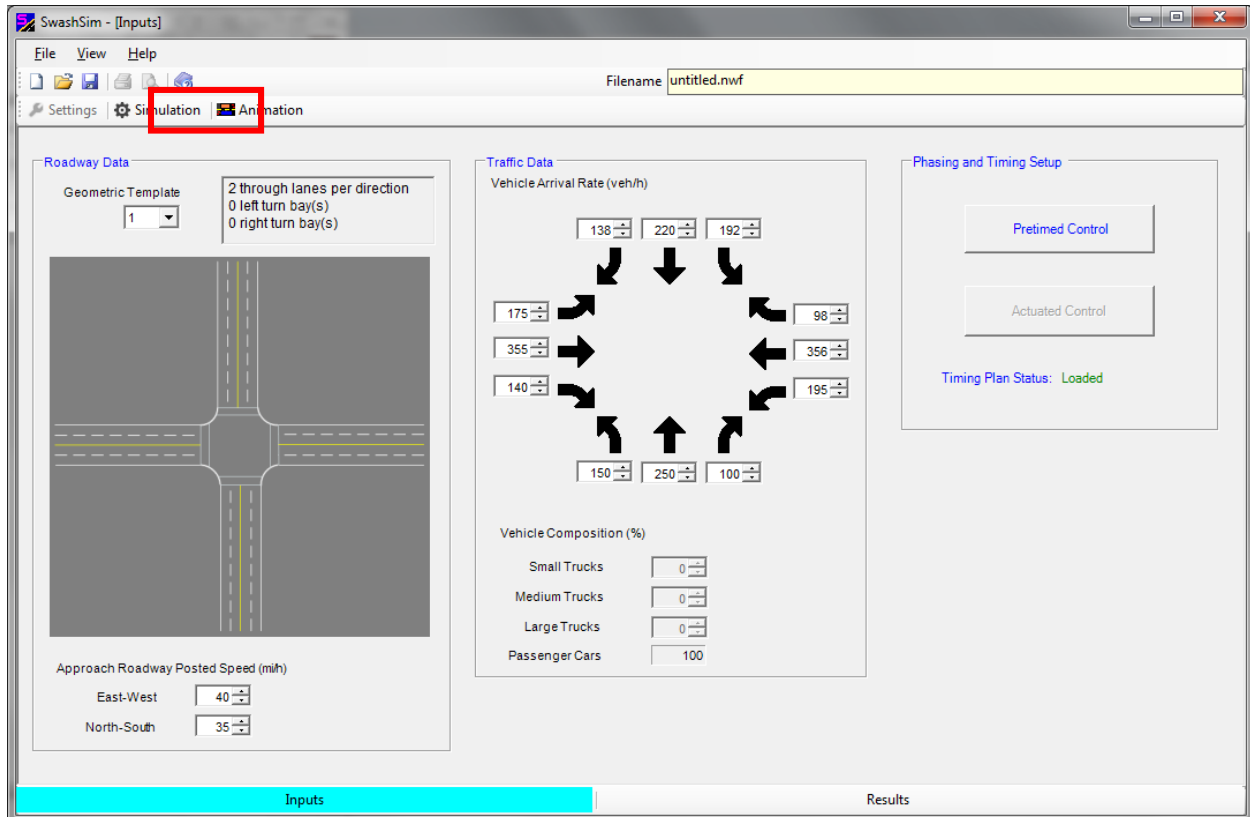 SwashSim - [Inputs]
File View Help
Filename untitled.nwf
Settings Simulation Animation
Roadway Data
Geometric Template
1
2 through lanes per direction
0 left turn bay(s)
0 right turn bay(s)
Approach Roadway Posted Speed (mi/h)
East-West 40
North-South 35
Traffic Data
Vehicle Arrival Rate (veh/h)
138 220 192
175 98
355 356
140 195
150 250 100
Vehicle Composition (%)
Small Trucks 0
Medium Trucks 0
Large Trucks 0
Passenger Cars 100
Phasing and Timing Setup
Pretimed Control
Actuated Control
Timing Plan Status: Loaded
Inputs Results